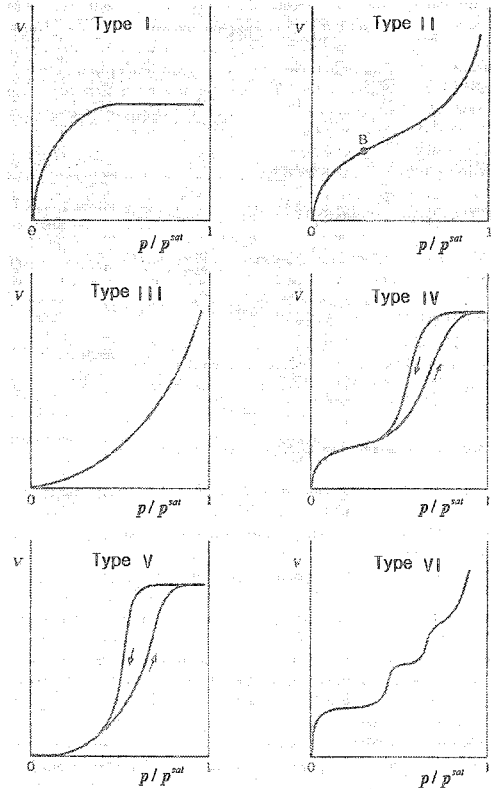 Type I
v
0
1
p / p^sat
Type II
v
B
0
1
p / p^sat
Type III
v
0
1
p / p^sat
Type IV
v
0
1
p / p^sat
Type V
v
0
1
p / p^sat
Type VI
v
0
1
p / p^sat